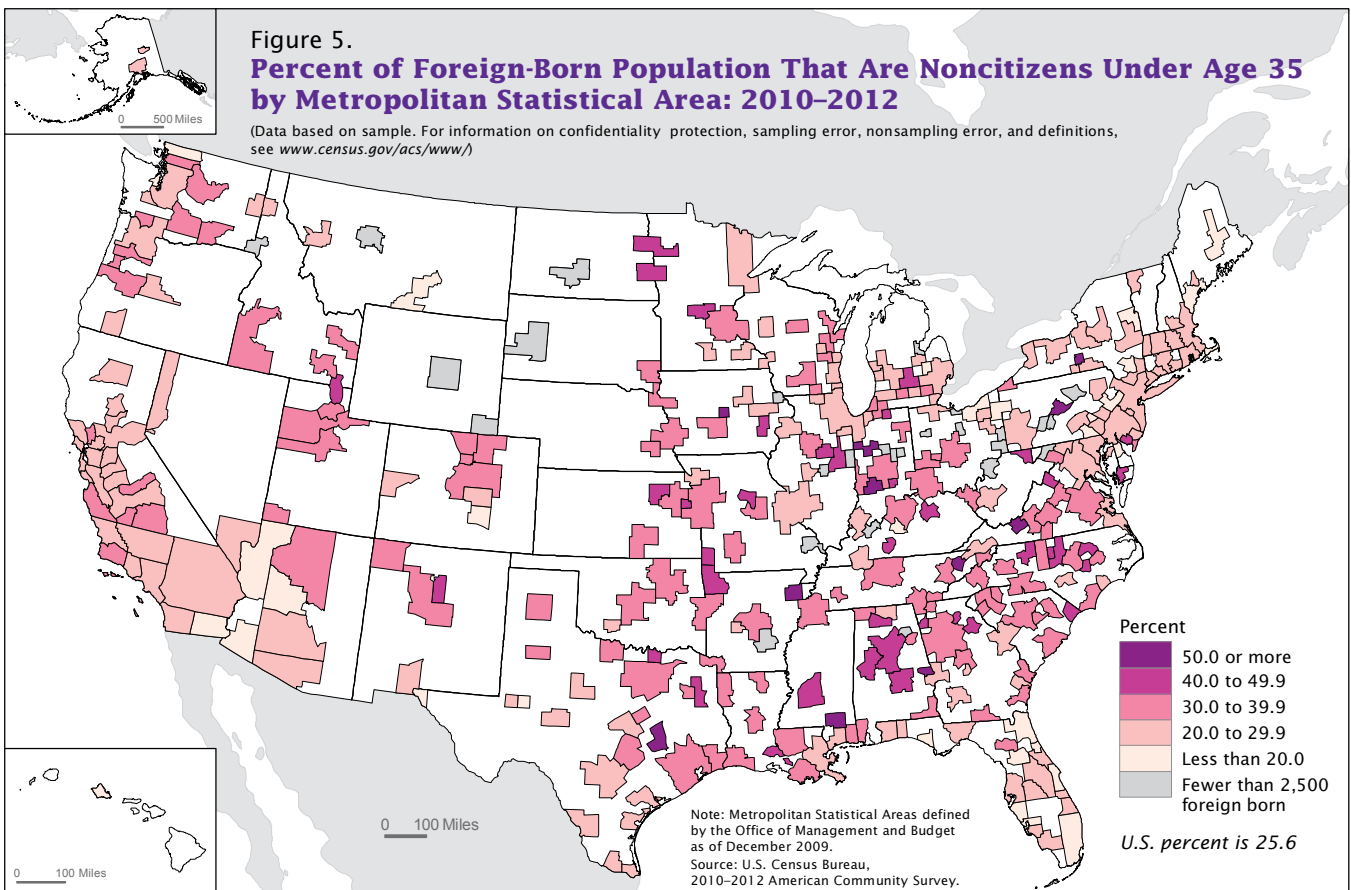 0 500 Miles
Figure 5.
Percent of Foreign-Born Population That Are Noncitizens Under Age 35
by Metropolitan Statistical Area: 2010–2012
(Data based on sample. For information on confidentiality protection, sampling error, nonsampling error, and definitions,
see www.census.gov/acs/www/)
Percent
50.0 or more
40.0 to 49.9
30.0 to 39.9
20.0 to 29.9
Less than 20.0
Fewer than 2,500
foreign born
U.S. percent is 25.6
0 100 Miles
Note: Metropolitan Statistical Areas defined
by the Office of Management and Budget
as of December 2009.
Source: U.S. Census Bureau,
2010–2012 American Community Survey.
0 100 Miles